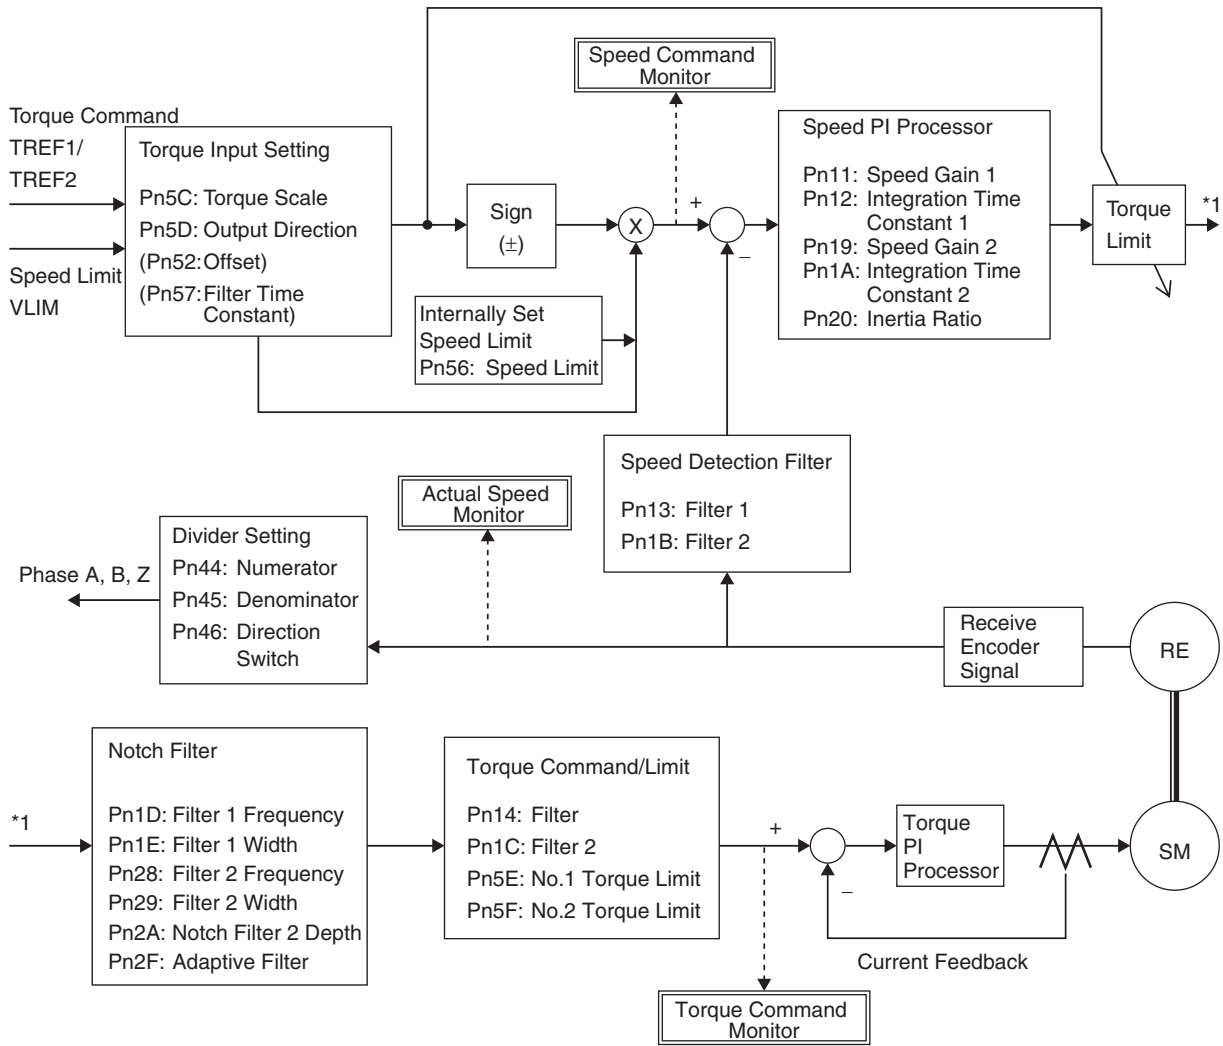 Speed Command
Monitor
Torque Command
TREF1/
TREF2
Speed Limit
VLIM
Torque Input Setting
Pn5C: Torque Scale
Pn5D: Output Direction
(Pn52: Offset)
(Pn57: Filter Time
Constant)
Sign
(±)
X
+
−
Internally Set
Speed Limit
Pn56: Speed Limit
Speed PI Processor
Pn11: Speed Gain 1
Pn12: Integration Time
Constant 1
Pn19: Speed Gain 2
Pn1A: Integration Time
Constant 2
Pn20: Inertia Ratio
Torque
Limit
*1
Speed Detection Filter
Pn13: Filter 1
Pn1B: Filter 2
Actual Speed
Monitor
Divider Setting
Pn44: Numerator
Pn45: Denominator
Pn46: Direction
Switch
Phase A, B, Z
Receive
Encoder
Signal
RE
*1
Notch Filter
Pn1D: Filter 1 Frequency
Pn1E: Filter 1 Width
Pn28: Filter 2 Frequency
Pn29: Filter 2 Width
Pn2A: Notch Filter 2 Depth
Pn2F: Adaptive Filter
Torque Command/Limit
Pn14: Filter
Pn1C: Filter 2
Pn5E: No.1 Torque Limit
Pn5F: No.2 Torque Limit
+
−
Torque
PI
Processor
SM
Current Feedback
Torque Command
Monitor